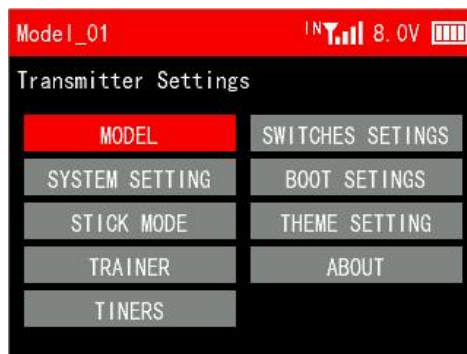 Model_01 IN 8.0V
Transmitter Settings
MODEL SWITCHES SETINGS
SYSTEM SETTING BOOT SETINGS
STICK MODE THEME SETTING
TRAINER ABOUT
TINERS